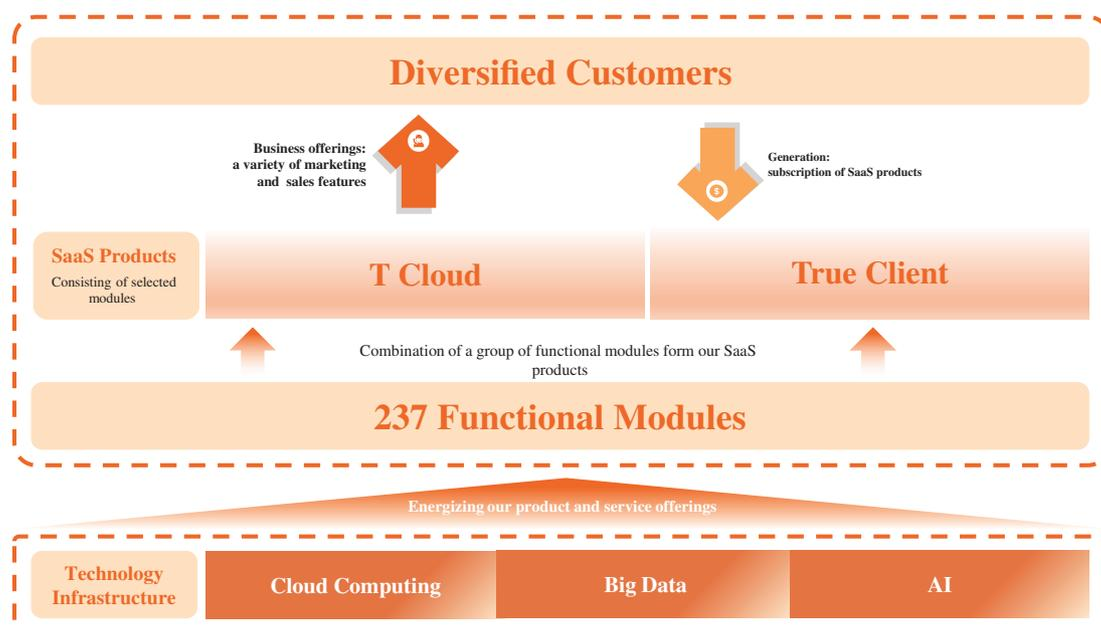 Diversified Customers
Business offerings:
a variety of marketing
and sales features
Generation:
subscription of SaaS products
SaaS Products
Consisting of selected
modules
T Cloud
True Client
Combination of a group of functional modules form our SaaS
products
237 Functional Modules
Energizing our product and service offerings
Technology
Infrastructure
Cloud Computing
Big Data
AI